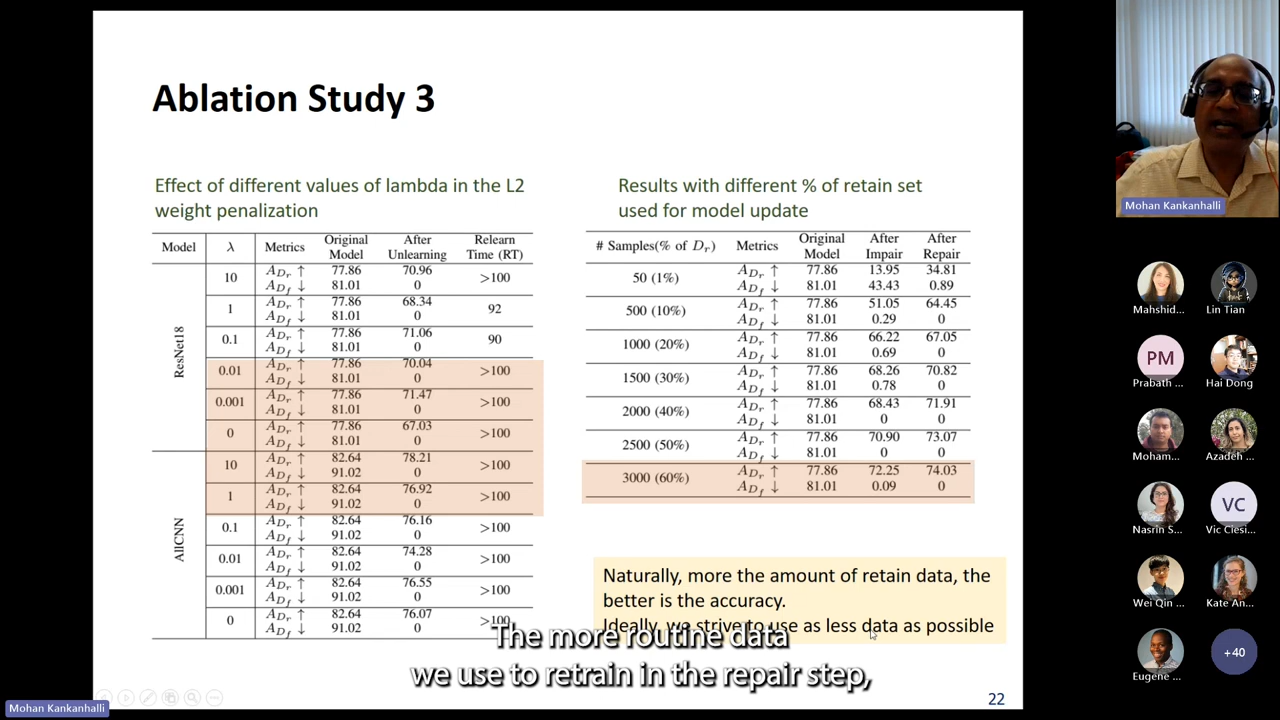 Ablation Study 3
Effect of different values of lambda in the L2
weight penalization
Model λ Metrics Original Model After Unlearning Relearn Time (RT)
ResNet18
10 A_Dr ↑ 77.86 70.96 >100
A_Df ↓ 81.01 0
1 A_Dr ↑ 77.86 68.34 92
A_Df ↓ 81.01 0
0.1 A_Dr ↑ 77.86 71.06 90
A_Df ↓ 81.01 0
0.01 A_Dr ↑ 77.86 70.04 >100
A_Df ↓ 81.01 0
0.001 A_Dr ↑ 77.86 71.47 >100
A_Df ↓ 81.01 0
0 A_Dr ↑ 77.86 67.03 >100
A_Df ↓ 81.01 0
AllCNN
10 A_Dr ↑ 82.64 78.21 >100
A_Df ↓ 91.02 0
1 A_Dr ↑ 82.64 76.92 >100
A_Df ↓ 91.02 0
0.1 A_Dr ↑ 82.64 76.16 >100
A_Df ↓ 91.02 0
0.01 A_Dr ↑ 82.64 74.28 >100
A_Df ↓ 91.02 0
0.001 A_Dr ↑ 82.64 76.55 >100
A_Df ↓ 91.02 0
0 A_Dr ↑ 82.64 76.07 >100
A_Df ↓ 91.02 0
Results with different % of retain set
used for model update
# Samples(% of D_r) Metrics Original Model After Impair After Repair
50 (1%) A_Dr ↑ 77.86 13.95 34.81
A_Df ↓ 81.01 43.43 0.89
500 (10%) A_Dr ↑ 77.86 51.05 64.45
A_Df ↓ 81.01 0.29 0
1000 (20%) A_Dr ↑ 77.86 66.22 67.05
A_Df ↓ 81.01 0.69 0
1500 (30%) A_Dr ↑ 77.86 68.26 70.82
A_Df ↓ 81.01 0.78 0
2000 (40%) A_Dr ↑ 77.86 68.43 71.91
A_Df ↓ 81.01 0 0
2500 (50%) A_Dr ↑ 77.86 70.90 73.07
A_Df ↓ 81.01 0 0
3000 (60%) A_Dr ↑ 77.86 72.25 74.03
A_Df ↓ 81.01 0.09 0
Naturally, more the amount of retain data, the
better is the accuracy.
Ideally, we strive to use as less data as possible
The more routine data
we use to retrain in the repair step,
22
Mohan Kankanhalli
Mohan Kankanhalli
Mahshid...
Lin Tian
PM
Prabath ...
Hai Dong
Moham...
Azadeh ...
Nasrin S...
VC
Vic Ciesi...
Wei Qin ...
Kate An...
Eugene ...
+40